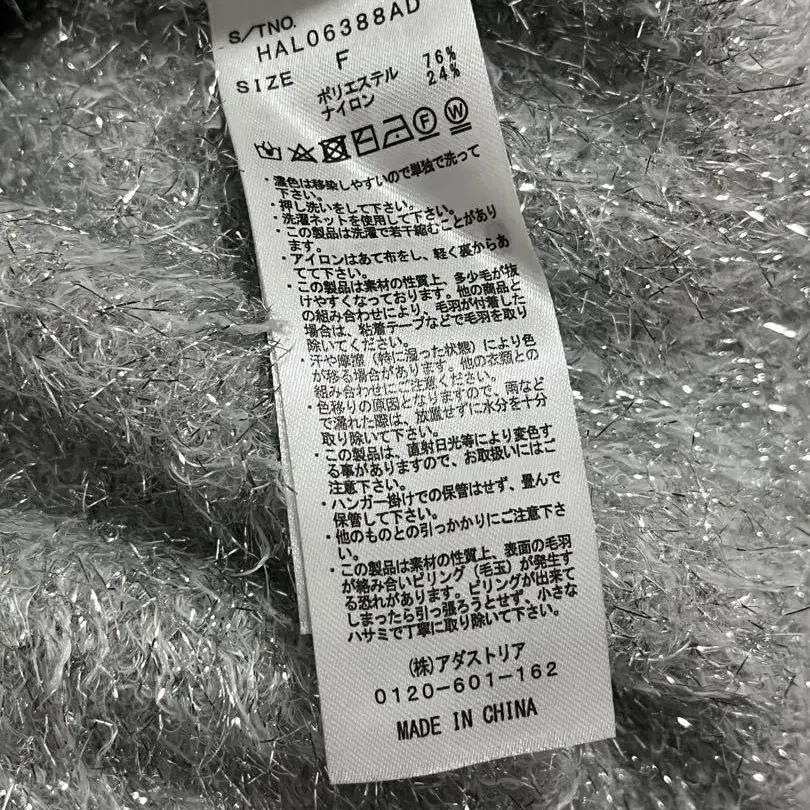 S/TNO.
HAL06388AD
SIZE F
ポリエステル 76%
ナイロン 24%
F W
・濃色は移染しやすいので単独で洗って
下さい。
・押し洗いをして下さい。
・洗濯ネットを使用して下さい。
・この製品は洗濯で若干縮むことがあり
ます。
・アイロンはあて布をし、軽く裏からあ
てて下さい。
・この製品は素材の性質上、多少毛が抜
けやすくなっております。他の商品と
の組み合わせにより、毛羽が付着した
場合は、粘着テープなどで毛羽を取り
除いてください。
・汗や摩擦（特に湿った状態）により色
が移る場合があります。他の衣類との
組み合わせにご注意ください。
・色移りの原因となりますので、雨など
で濡れた際は、放置せずに水分を十分
取り除いて下さい。
・この製品は、直射日光等により変色す
る事がありますので、お取扱いにはご
注意下さい。
・ハンガー掛けでの保管はせず、畳んで
保管して下さい。
・他のものとの引っかかりにご注意下さ
い。
・この製品は素材の性質上、表面の毛羽
が絡み合いピリング（毛玉）が発生す
る恐れがあります。ピリングが出来て
しまったら引っ張ろうとせず、小さな
ハサミで丁寧に取り除いて下さい。
(株)アダストリア
0120-601-162
MADE IN CHINA